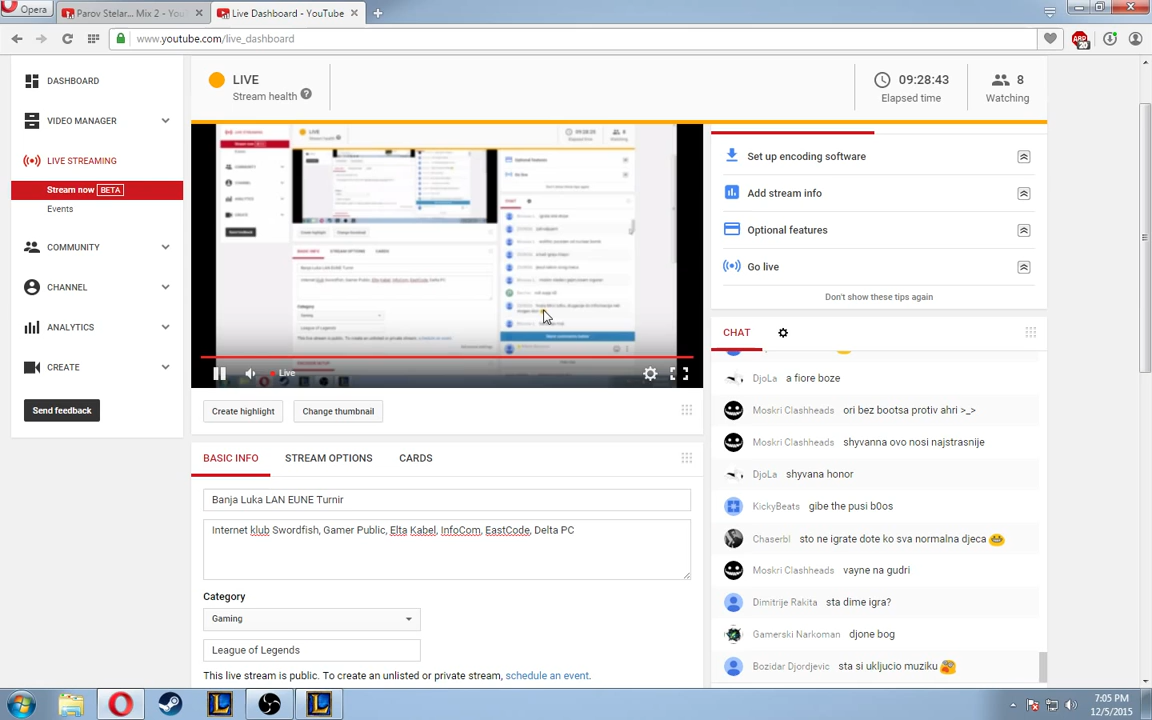 Opera
Parov Stelar... Mix 2 - You
Live Dashboard - YouTube
www.youtube.com/live_dashboard
ABP
20
DASHBOARD
VIDEO MANAGER
LIVE STREAMING
Stream now BETA
Events
COMMUNITY
CHANNEL
ANALYTICS
CREATE
Send feedback
LIVE
Stream health
09:28:43
Elapsed time
8
Watching
Live
Create highlight
Change thumbnail
BASIC INFO
STREAM OPTIONS
CARDS
Banja Luka LAN EUNE Turnir
Internet klub Swordfish, Gamer Public, Elta Kabel, InfoCom, EastCode, Delta PC
Category
Gaming
League of Legends
This live stream is public. To create an unlisted or private stream, schedule an event.
Set up encoding software
Add stream info
Optional features
Go live
Don't show these tips again
CHAT
DjoLa a fiore boze
Moskri Clashheads ori bez bootsa protiv ahri >_>
Moskri Clashheads shyvanna ovo nosi najstrasnije
DjoLa shyvana honor
KickyBeats gibe the pusi b0os
Chaserbl sto ne igrate dote ko sva normalna djeca
Moskri Clashheads vayne na gudri
Dimitrije Rakita sta dime igra?
Gamerski Narkoman djone bog
Bozidar Djordjevic sta si ukljucio muziku
7:05 PM
12/5/2015